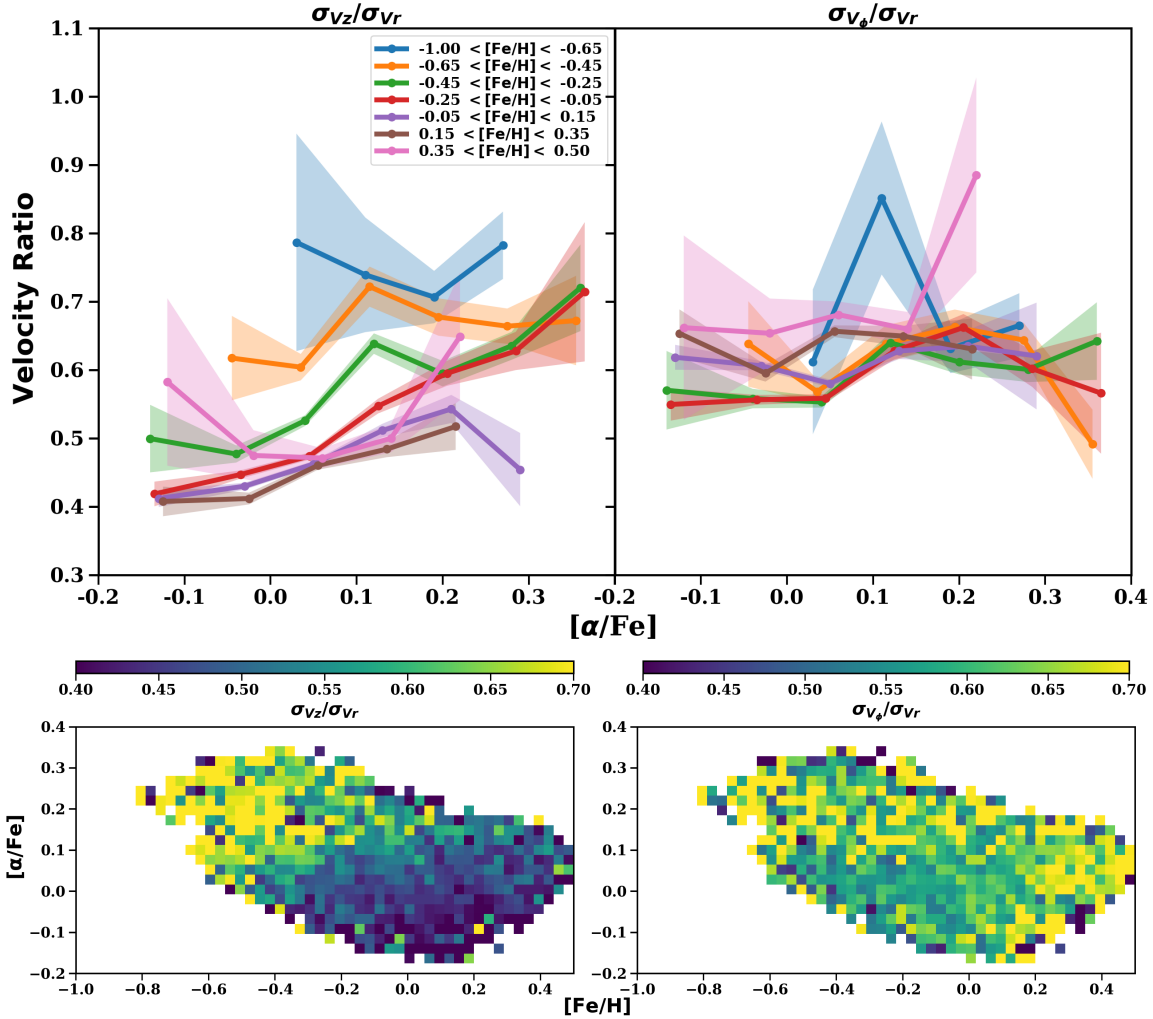 σVz/σVr
σVϕ/σVr
1.1
1.0
0.9
0.8
0.7
0.6
0.5
0.4
0.3
Velocity Ratio
-1.00 <[Fe/H]< -0.65
-0.65 <[Fe/H]< -0.45
-0.45 <[Fe/H]< -0.25
-0.25 <[Fe/H]< -0.05
-0.05 <[Fe/H]< 0.15
0.15 <[Fe/H]< 0.35
0.35 <[Fe/H]< 0.50
-0.2 -0.1 0.0 0.1 0.2 0.3 -0.2 -0.1 0.0 0.1 0.2 0.3 0.4
[α/Fe]
0.40 0.45 0.50 0.55 0.60 0.65 0.70
σVz/σVr
0.40 0.45 0.50 0.55 0.60 0.65 0.70
σVϕ/σVr
0.4
0.3
0.2
0.1
0.0
−0.1
−0.2
[α/Fe]
−1.0 −0.8 −0.6 −0.4 −0.2 0.0 0.2 0.4
0.4
0.3
0.2
0.1
0.0
−0.1
−0.2
−1.0 −0.8 −0.6 −0.4 −0.2 0.0 0.2 0.4
[Fe/H]